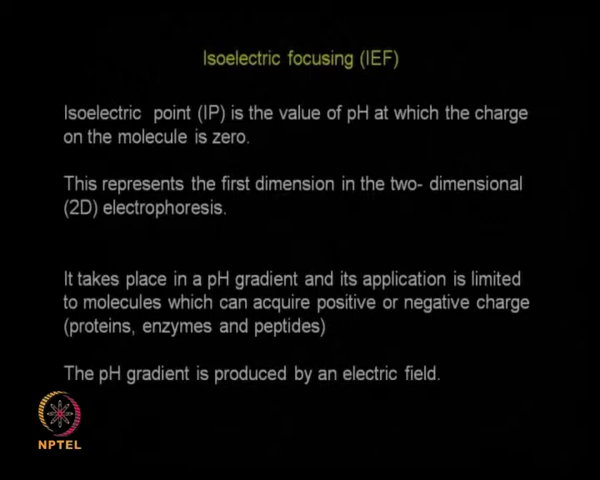 Isoelectric focusing (IEF)
Isoelectric point (IP) is the value of pH at which the charge
on the molecule is zero.
This represents the first dimension in the two- dimensional
(2D) electrophoresis.
It takes place in a pH gradient and its application is limited
to molecules which can acquire positive or negative charge
(proteins, enzymes and peptides)
The pH gradient is produced by an electric field.
NPTEL